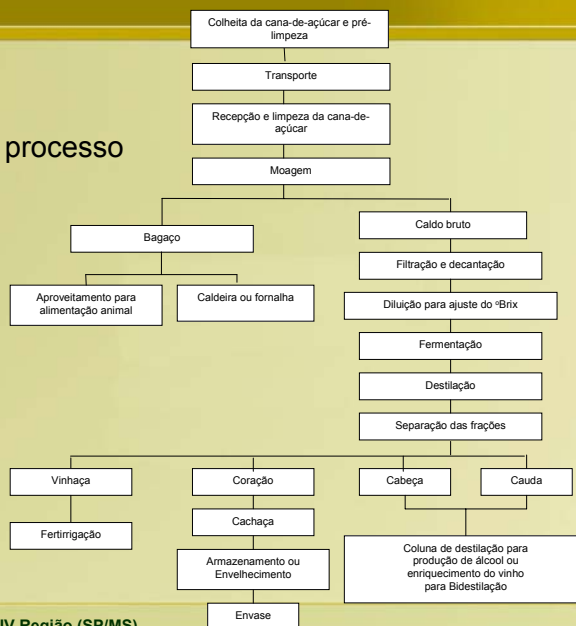 Colheita da cana-de-açúcar e pré-
limpeza
Transporte
Recepção e limpeza da cana-de-
açúcar
processo
Moagem
Bagaço
Caldo bruto
Filtração e decantação
Aproveitamento para
alimentação animal
Caldeira ou fornalha
Diluição para ajuste do ºBrix
Fermentação
Destilação
Separação das frações
Vinhaça
Coração
Cabeça
Cauda
Fertirrigação
Cachaça
Armazenamento ou
Envelhecimento
Coluna de destilação para
produção de álcool ou
enriquecimento do vinho
para Bidestilação
Envase
IV Região (SP/MS)